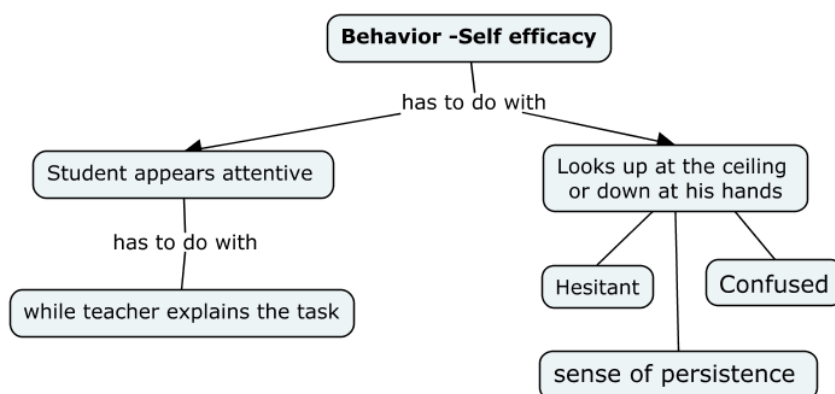 Behavior -Self efficacy
has to do with
Student appears attentive
Looks up at the ceiling
or down at his hands
has to do with
Hesitant
Confused
while teacher explains the task
sense of persistence